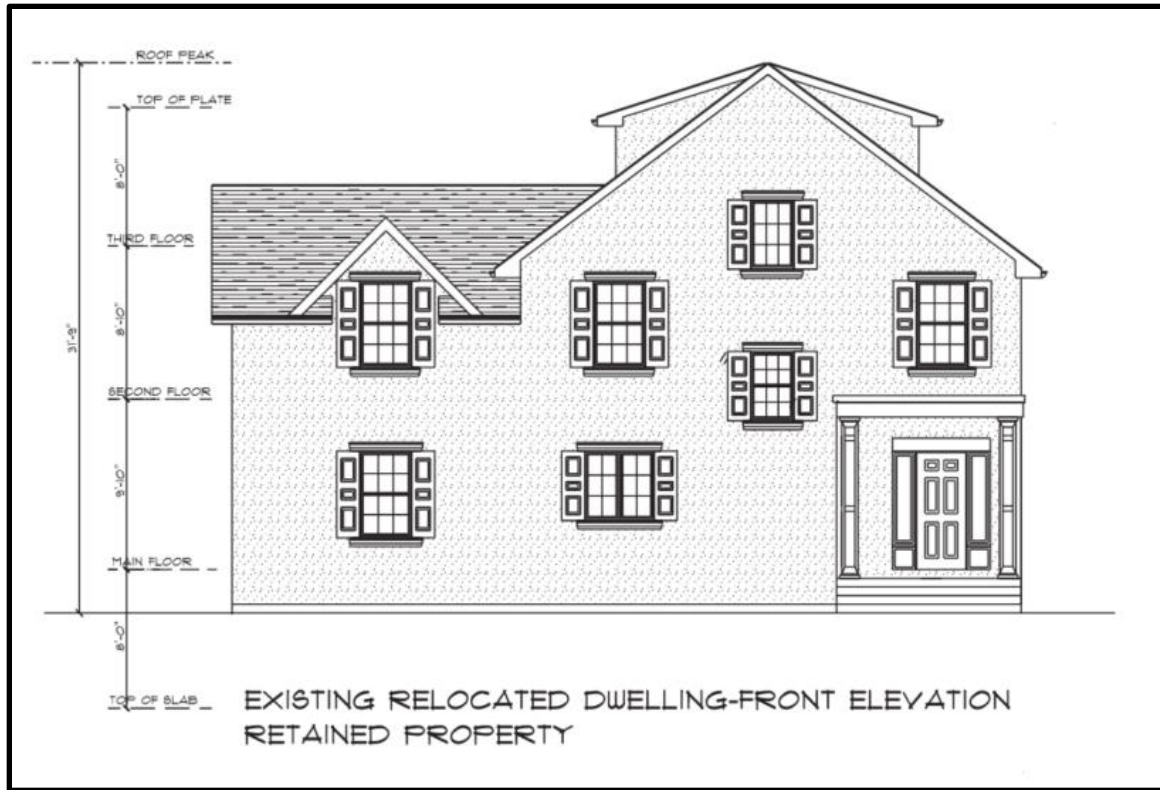 ROOF PEAK
TOP OF PLATE
8'-0"
THIRD FLOOR
8'-10"
31'-9"
SECOND FLOOR
9'-10"
MAIN FLOOR
8'-0"
TOP OF SLAB
EXISTING RELOCATED DWELLING-FRONT ELEVATION
RETAINED PROPERTY